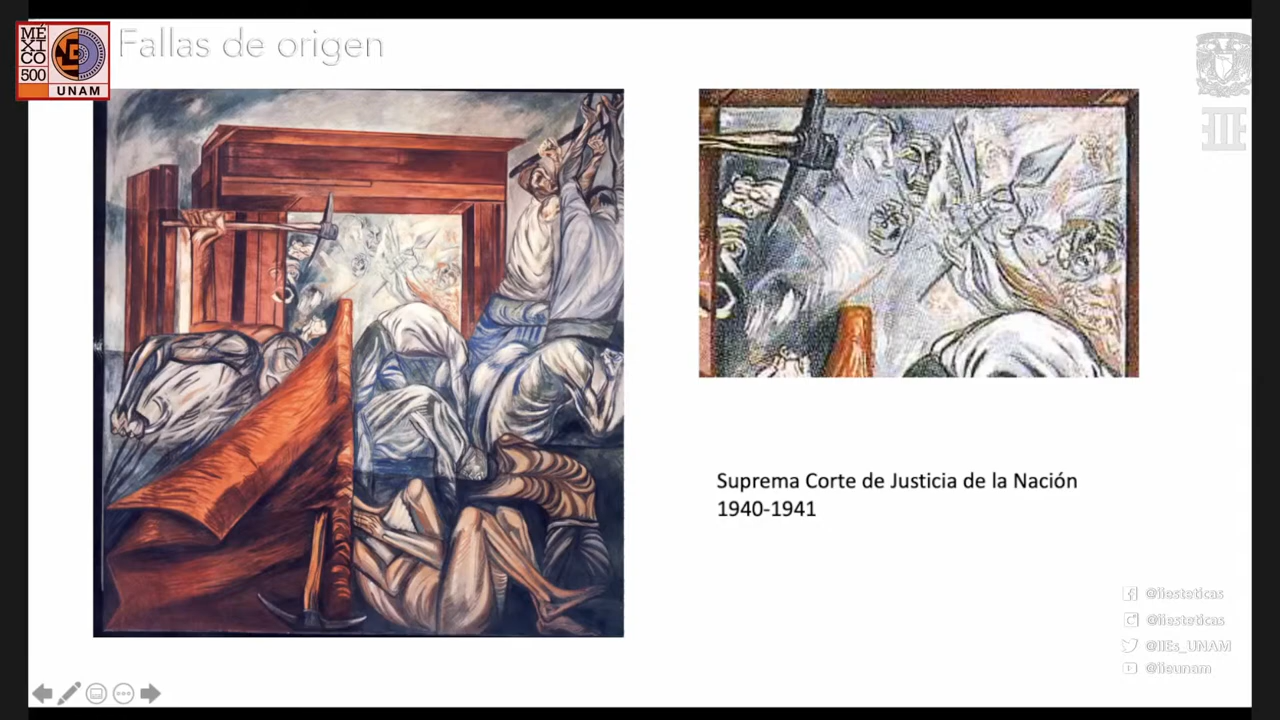 MÉ
XI
CO
500
UNAM
Fallas de origen
Suprema Corte de Justicia de la Nación
1940-1941
@iiesteticas
@iiesteticas
@IIEs_UNAM
@iieunam